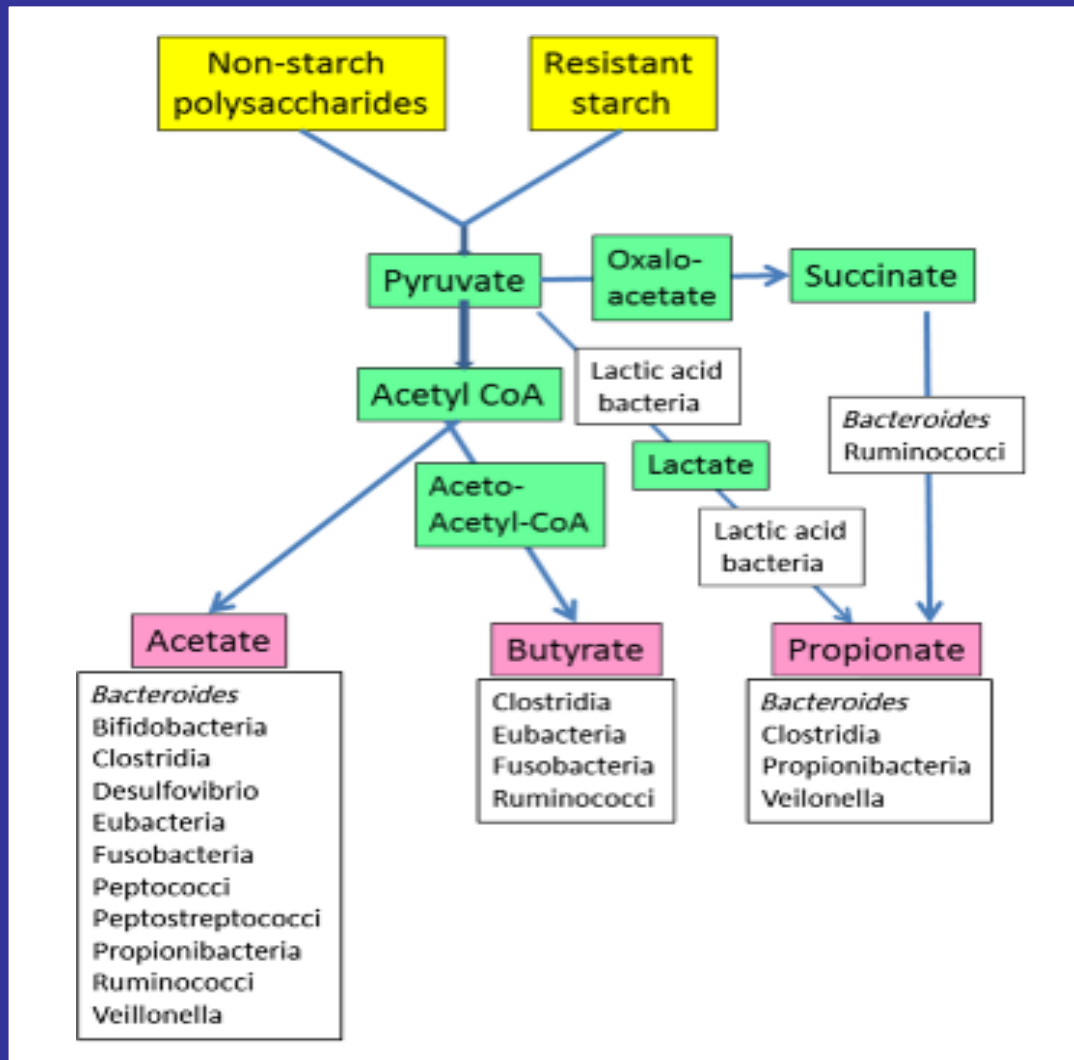 Non-starch
polysaccharides
Resistant
starch
Pyruvate
Oxalo-
acetate
Succinate
Acetyl CoA
Lactic acid
bacteria
Bacteroides
Ruminococci
Lactate
Aceto-
Acetyl-CoA
Lactic acid
bacteria
Acetate
Bacteroides
Bifidobacteria
Clostridia
Desulfovibrio
Eubacteria
Fusobacteria
Peptococci
Peptostreptococci
Propionibacteria
Ruminococci
Veillonella
Butyrate
Clostridia
Eubacteria
Fusobacteria
Ruminococci
Propionate
Bacteroides
Clostridia
Propionibacteria
Veilonella